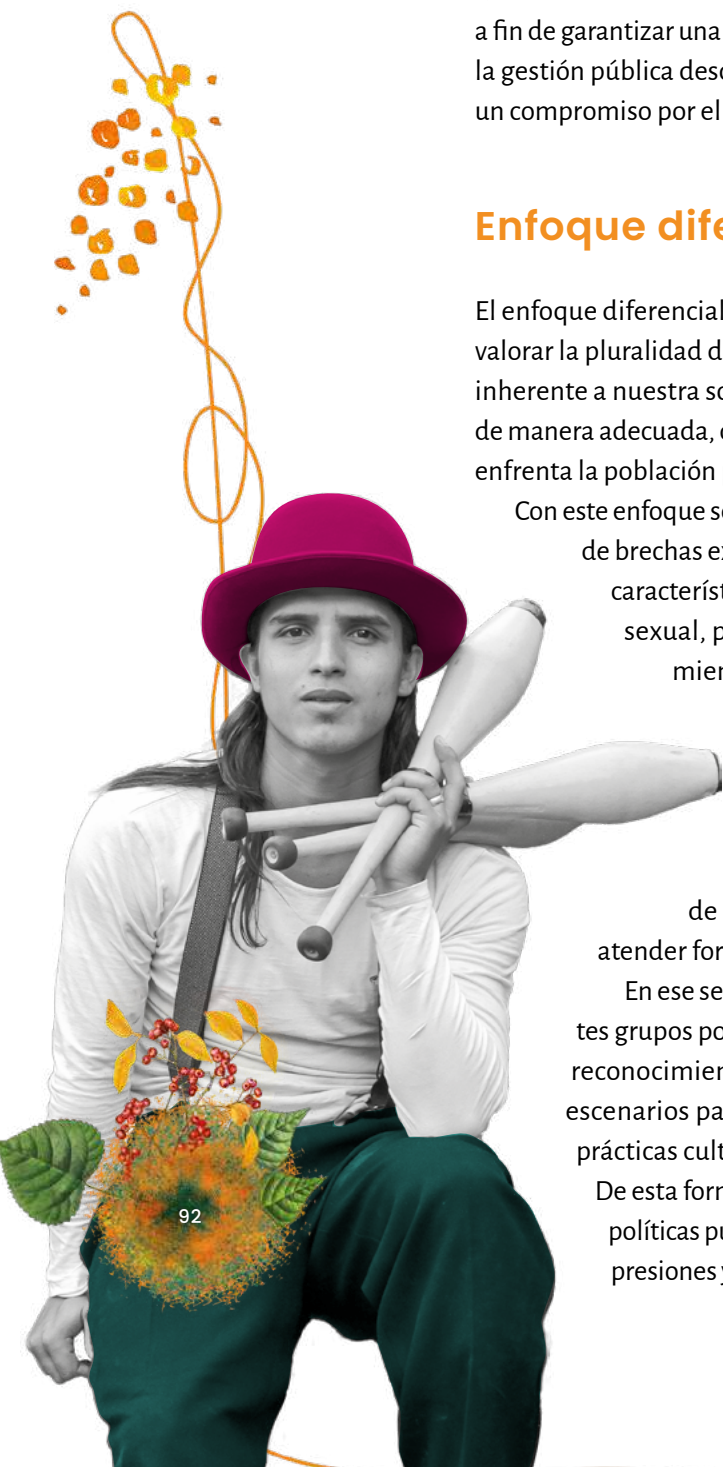 a fin de garantizar una
la gestión pública desc
un compromiso por el
Enfoque dife
El enfoque diferencial
valorar la pluralidad d
inherente a nuestra so
de manera adecuada,
enfrenta la población
Con este enfoque se
de brechas ex
caracterís
sexual, p
mien
de
atender for
En ese se
tes grupos po
reconocimien
escenarios pa
prácticas cult
De esta forn
políticas pu
presiones y
92